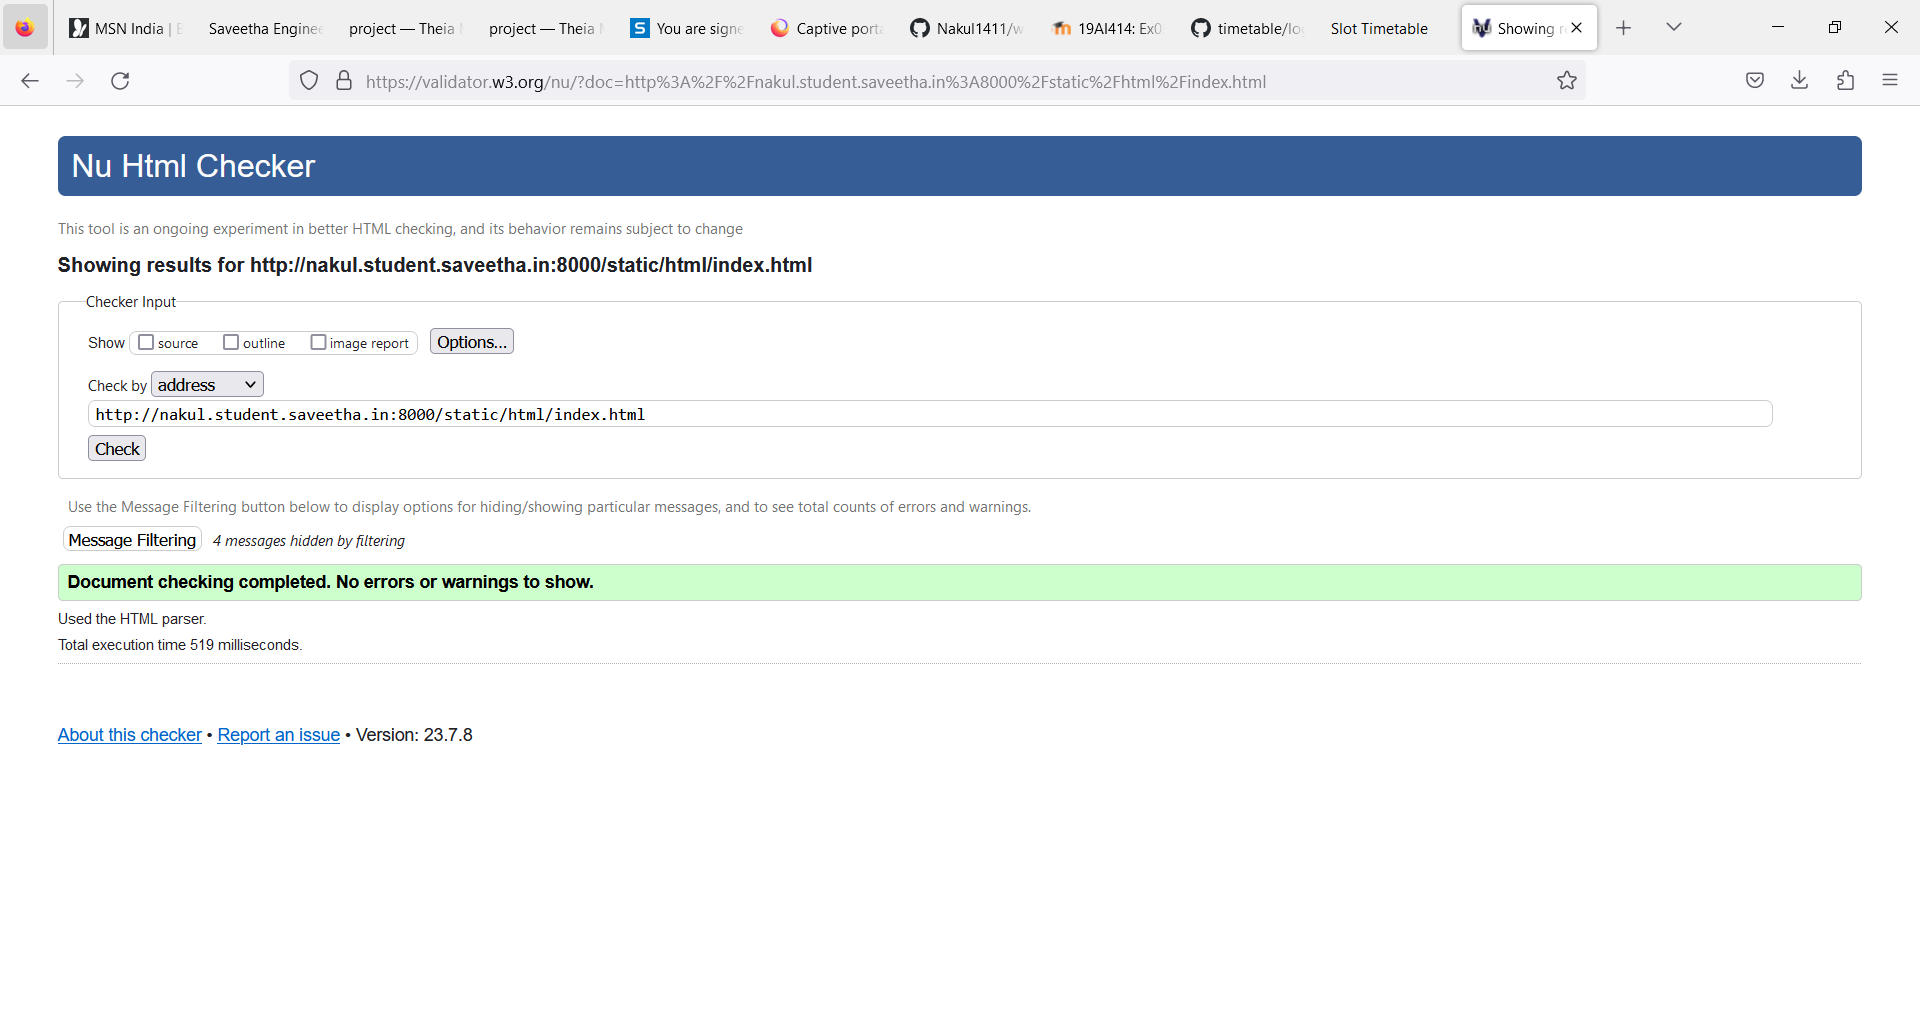 MSN India | E
Saveetha Enginee
project — Theia
project — Theia
You are signe
Captive porta
Nakul1411/w
19AI414: Ex0
timetable/lo
Slot Timetable
Showing r
https://validator.w3.org/nu/?doc=http%3A%2F%2Fnakul.student.saveetha.in%3A8000%2Fstatic%2Fhtml%2Findex.html
Nu Html Checker
This tool is an ongoing experiment in better HTML checking, and its behavior remains subject to change
Showing results for http://nakul.student.saveetha.in:8000/static/html/index.html
Checker Input
Show source outline image report Options...
Check by address
http://nakul.student.saveetha.in:8000/static/html/index.html
Check
Use the Message Filtering button below to display options for hiding/showing particular messages, and to see total counts of errors and warnings.
Message Filtering 4 messages hidden by filtering
Document checking completed. No errors or warnings to show.
Used the HTML parser.
Total execution time 519 milliseconds.
About this checker • Report an issue • Version: 23.7.8